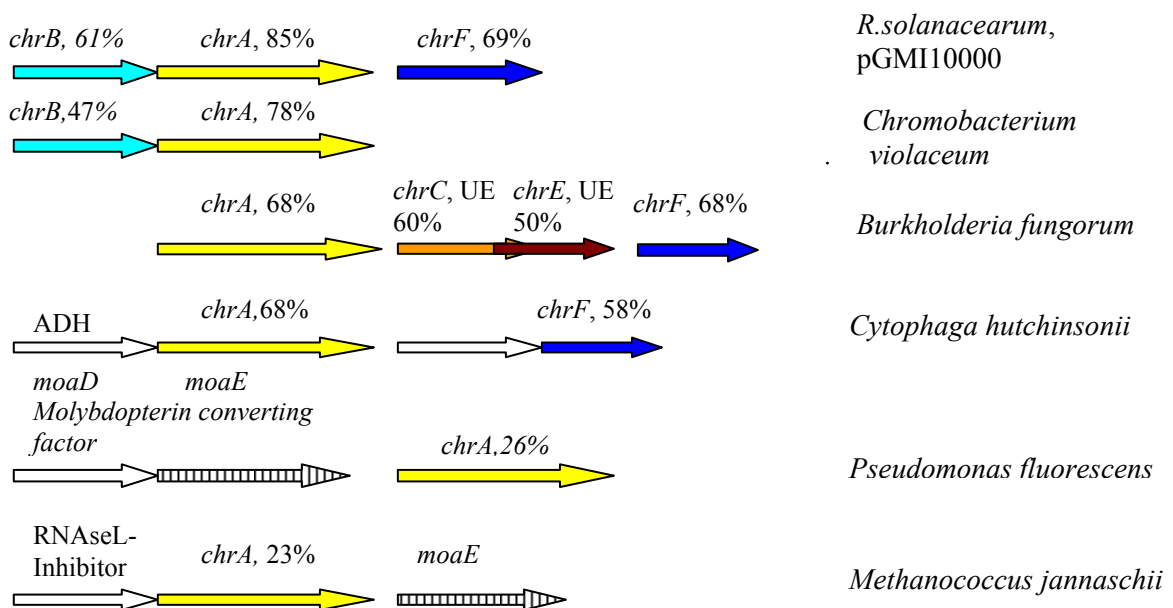 chrB, 61% chrA, 85% chrF, 69% R.solanacearum,
pGMI10000
chrB,47% chrA, 78% Chromobacterium
. violaceum
chrA, 68% chrC, UE chrE, UE chrF, 68% Burkholderia fungorum
60% 50%
ADH chrA,68% chrF, 58% Cytophaga hutchinsonii
moaD moaE
Molybdopterin converting
factor chrA,26% Pseudomonas fluorescens
RNAseL-
Inhibitor chrA, 23% moaE Methanococcus jannaschii